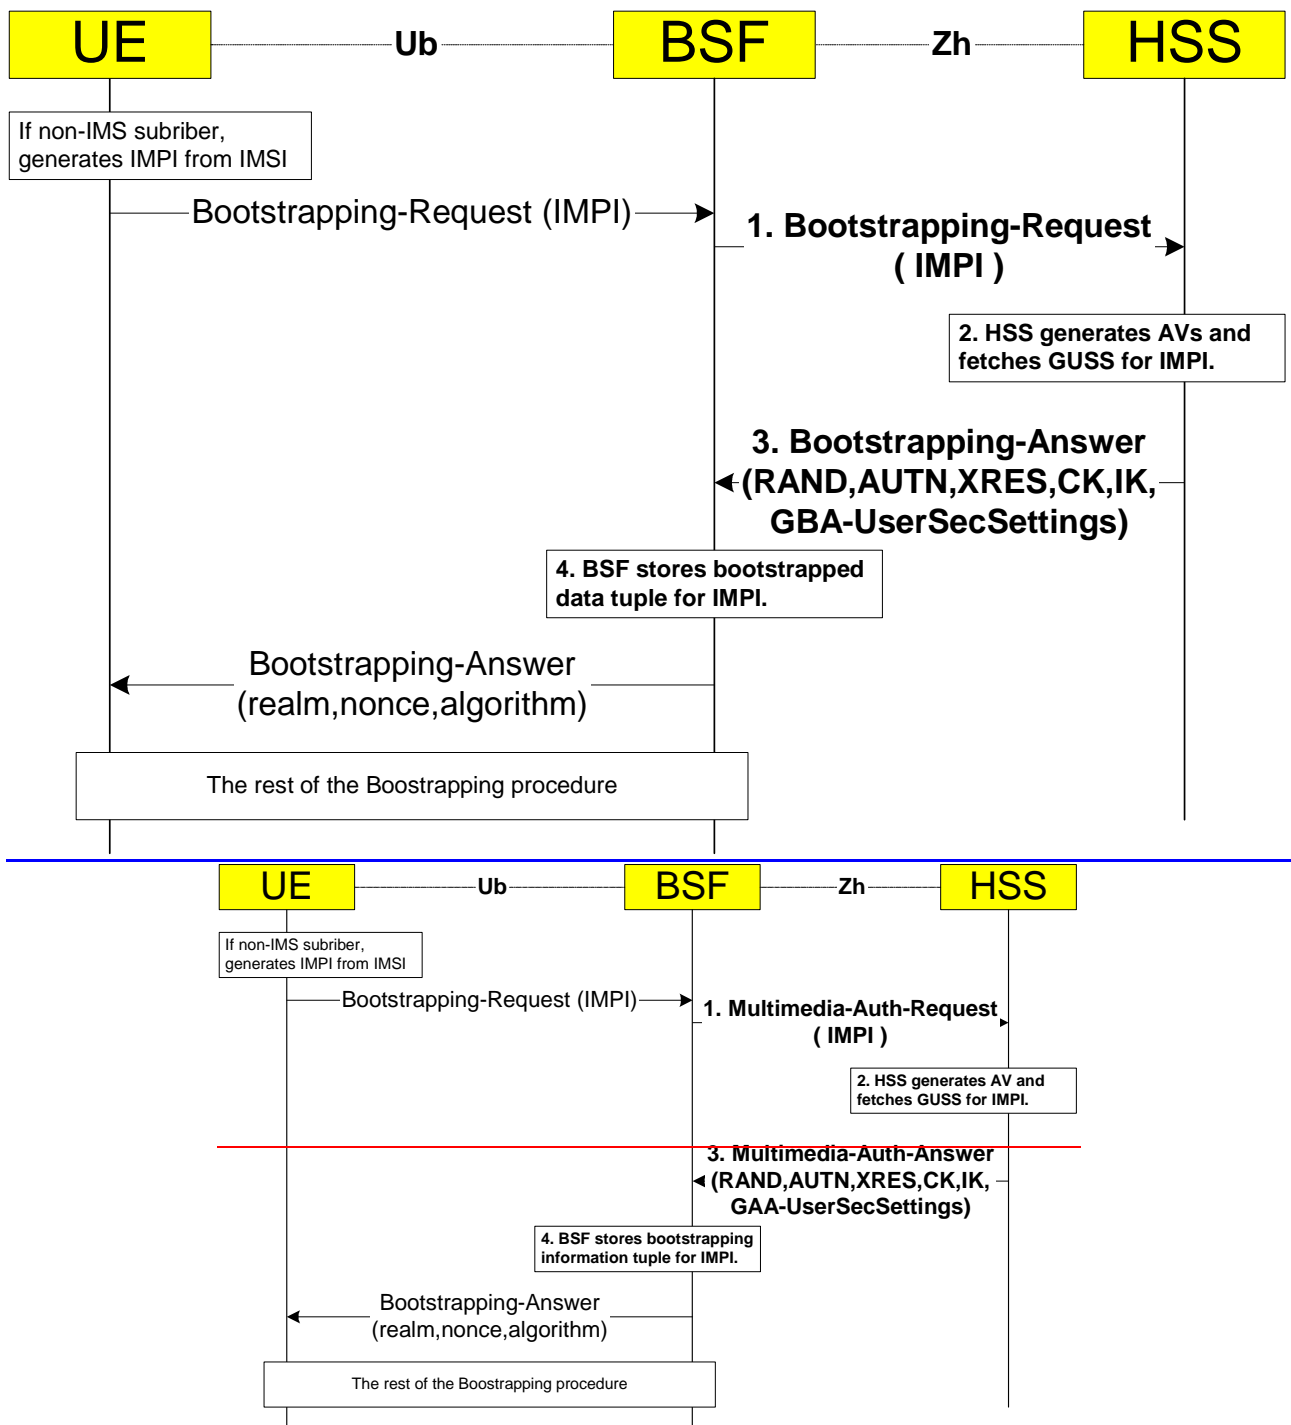 UE
Ub
BSF
Zh
HSS
If non-IMS subriber,
generates IMPI from IMSI
Bootstrapping-Request (IMPI)
1. Bootstrapping-Request
( IMPI )
2. HSS generates AVs and
fetches GUSS for IMPI.
3. Bootstrapping-Answer
(RAND,AUTN,XRES,CK,IK,
GBA-UserSecSettings)
4. BSF stores bootstrapped
data tuple for IMPI.
Bootstrapping-Answer
(realm,nonce,algorithm)
The rest of the Boostrapping procedure
UE
Ub
BSF
Zh
HSS
If non-IMS subriber,
generates IMPI from IMSI
Bootstrapping-Request (IMPI)
1. Multimedia-Auth-Request
( IMPI )
2. HSS generates AV and
fetches GUSS for IMPI.
3. Multimedia-Auth-Answer
(RAND,AUTN,XRES,CK,IK,
GAA-UserSecSettings)
4. BSF stores bootstrapping
information tuple for IMPI.
Bootstrapping-Answer
(realm,nonce,algorithm)
The rest of the Boostrapping procedure